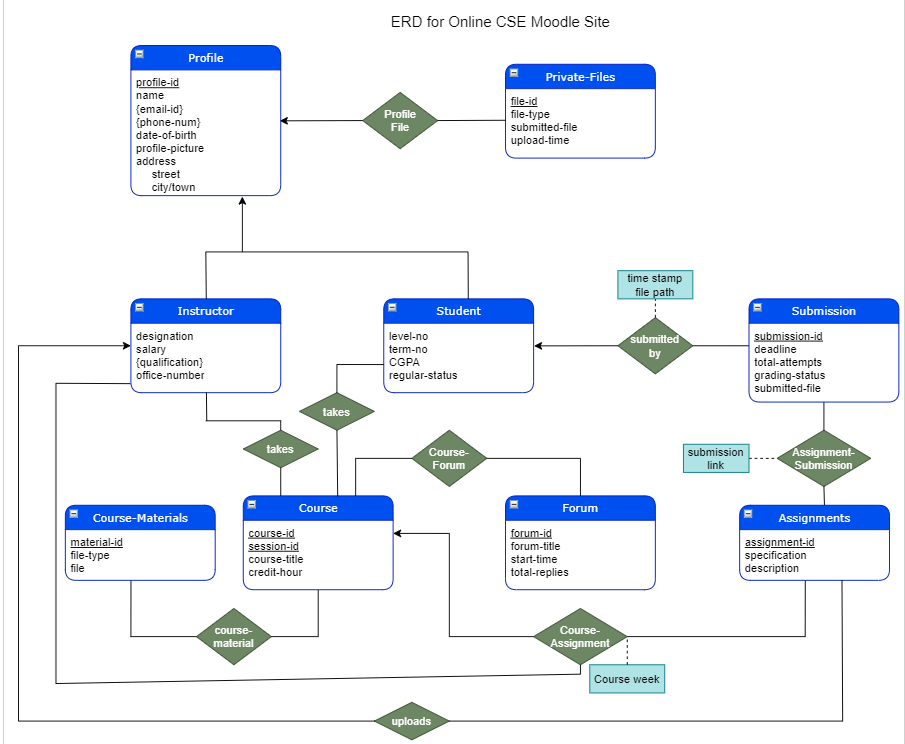 ERD for Online CSE Moodle Site
Profile
profile-id
name
{email-id}
{phone-num}
date-of-birth
profile-picture
address
street
city/town
Profile
File
Private-Files
file-id
file-type
submitted-file
upload-time
Instructor
designation
salary
{qualification}
office-number
Student
level-no
term-no
CGPA
regular-status
time stamp
file path
submitted
by
Submission
submission-id
deadline
total-attempts
grading-status
submitted-file
takes
takes
Course-
Forum
submission
link
Assignment-
Submission
Course-Materials
material-id
file-type
file
Course
course-id
session-id
course-title
credit-hour
Forum
forum-id
forum-title
start-time
total-replies
Assignments
assignment-id
specification
description
course-
material
Course-
Assignment
Course week
uploads